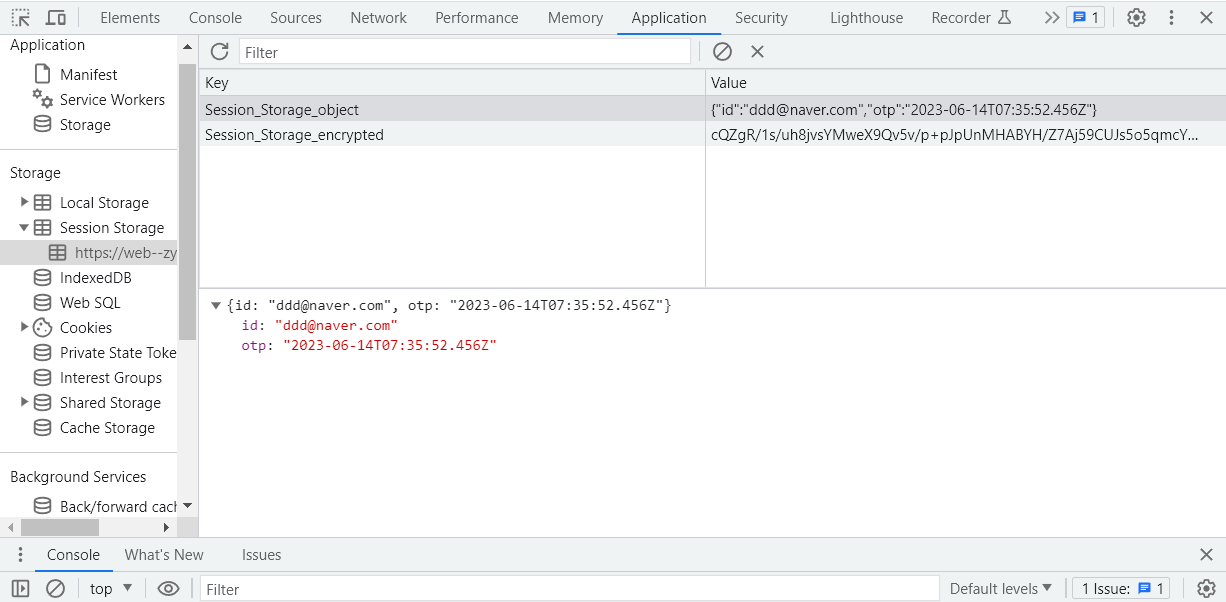 Elements Console Sources Network Performance Memory Application Security Lighthouse Recorder 1
Application
Manifest
Service Workers
Storage
Storage
Local Storage
Session Storage
https://web--zy
IndexedDB
Web SQL
Cookies
Private State Toke
Interest Groups
Shared Storage
Cache Storage
Background Services
Back/forward cach
Filter
Key Value
Session_Storage_object {"id":"ddd@naver.com","otp":"2023-06-14T07:35:52.456Z"}
Session_Storage_encrypted cQZgR/1s/uh8jvsYMweX9Qv5v/p+pJpUnMHABYH/Z7Aj59CUJs5o5qmcY...
{id: "ddd@naver.com", otp: "2023-06-14T07:35:52.456Z"}
id: "ddd@naver.com"
otp: "2023-06-14T07:35:52.456Z"
Console What's New Issues
top Filter Default levels 1 Issue: 1